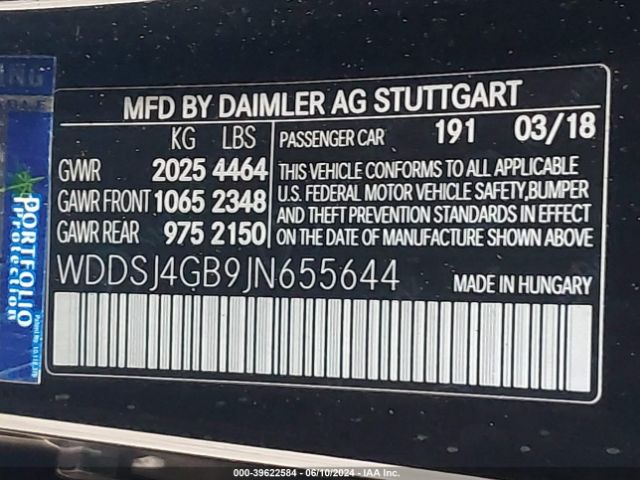 MFD BY DAIMLER AG STUTTGART
KG LBS
GVWR 2025 4464
GAWR FRONT 1065 2348
GAWR REAR 975 2150
PASSENGER CAR 191 03/18
THIS VEHICLE CONFORMS TO ALL APPLICABLE
U.S. FEDERAL MOTOR VEHICLE SAFETY,BUMPER
AND THEFT PREVENTION STANDARDS IN EFFECT
ON THE DATE OF MANUFACTURE SHOWN ABOVE
WDDSJ4GB9JN655644
MADE IN HUNGARY
PORTFOLIO
Protection
000-39622584 - 06/10/2024 - IAA Inc.